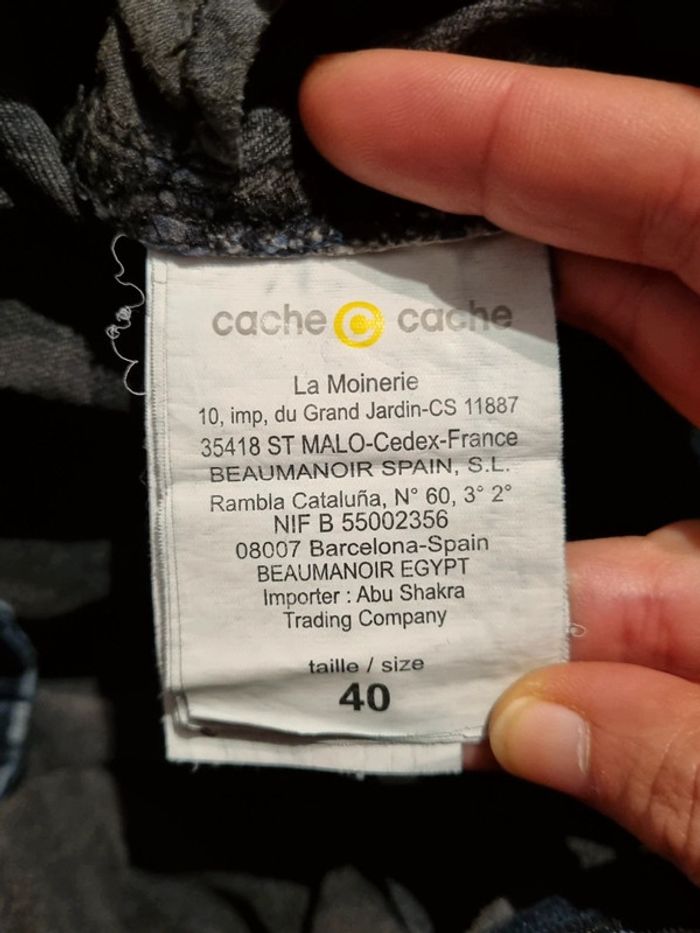 cache cache
La Moinerie
10, imp, du Grand Jardin-CS 11887
35418 ST MALO-Cedex-France
BEAUMANOIR SPAIN, S.L.
Rambla Cataluña, N° 60, 3° 2°
NIF B 55002356
08007 Barcelona-Spain
BEAUMANOIR EGYPT
Importer : Abu Shakra
Trading Company
taille / size
40